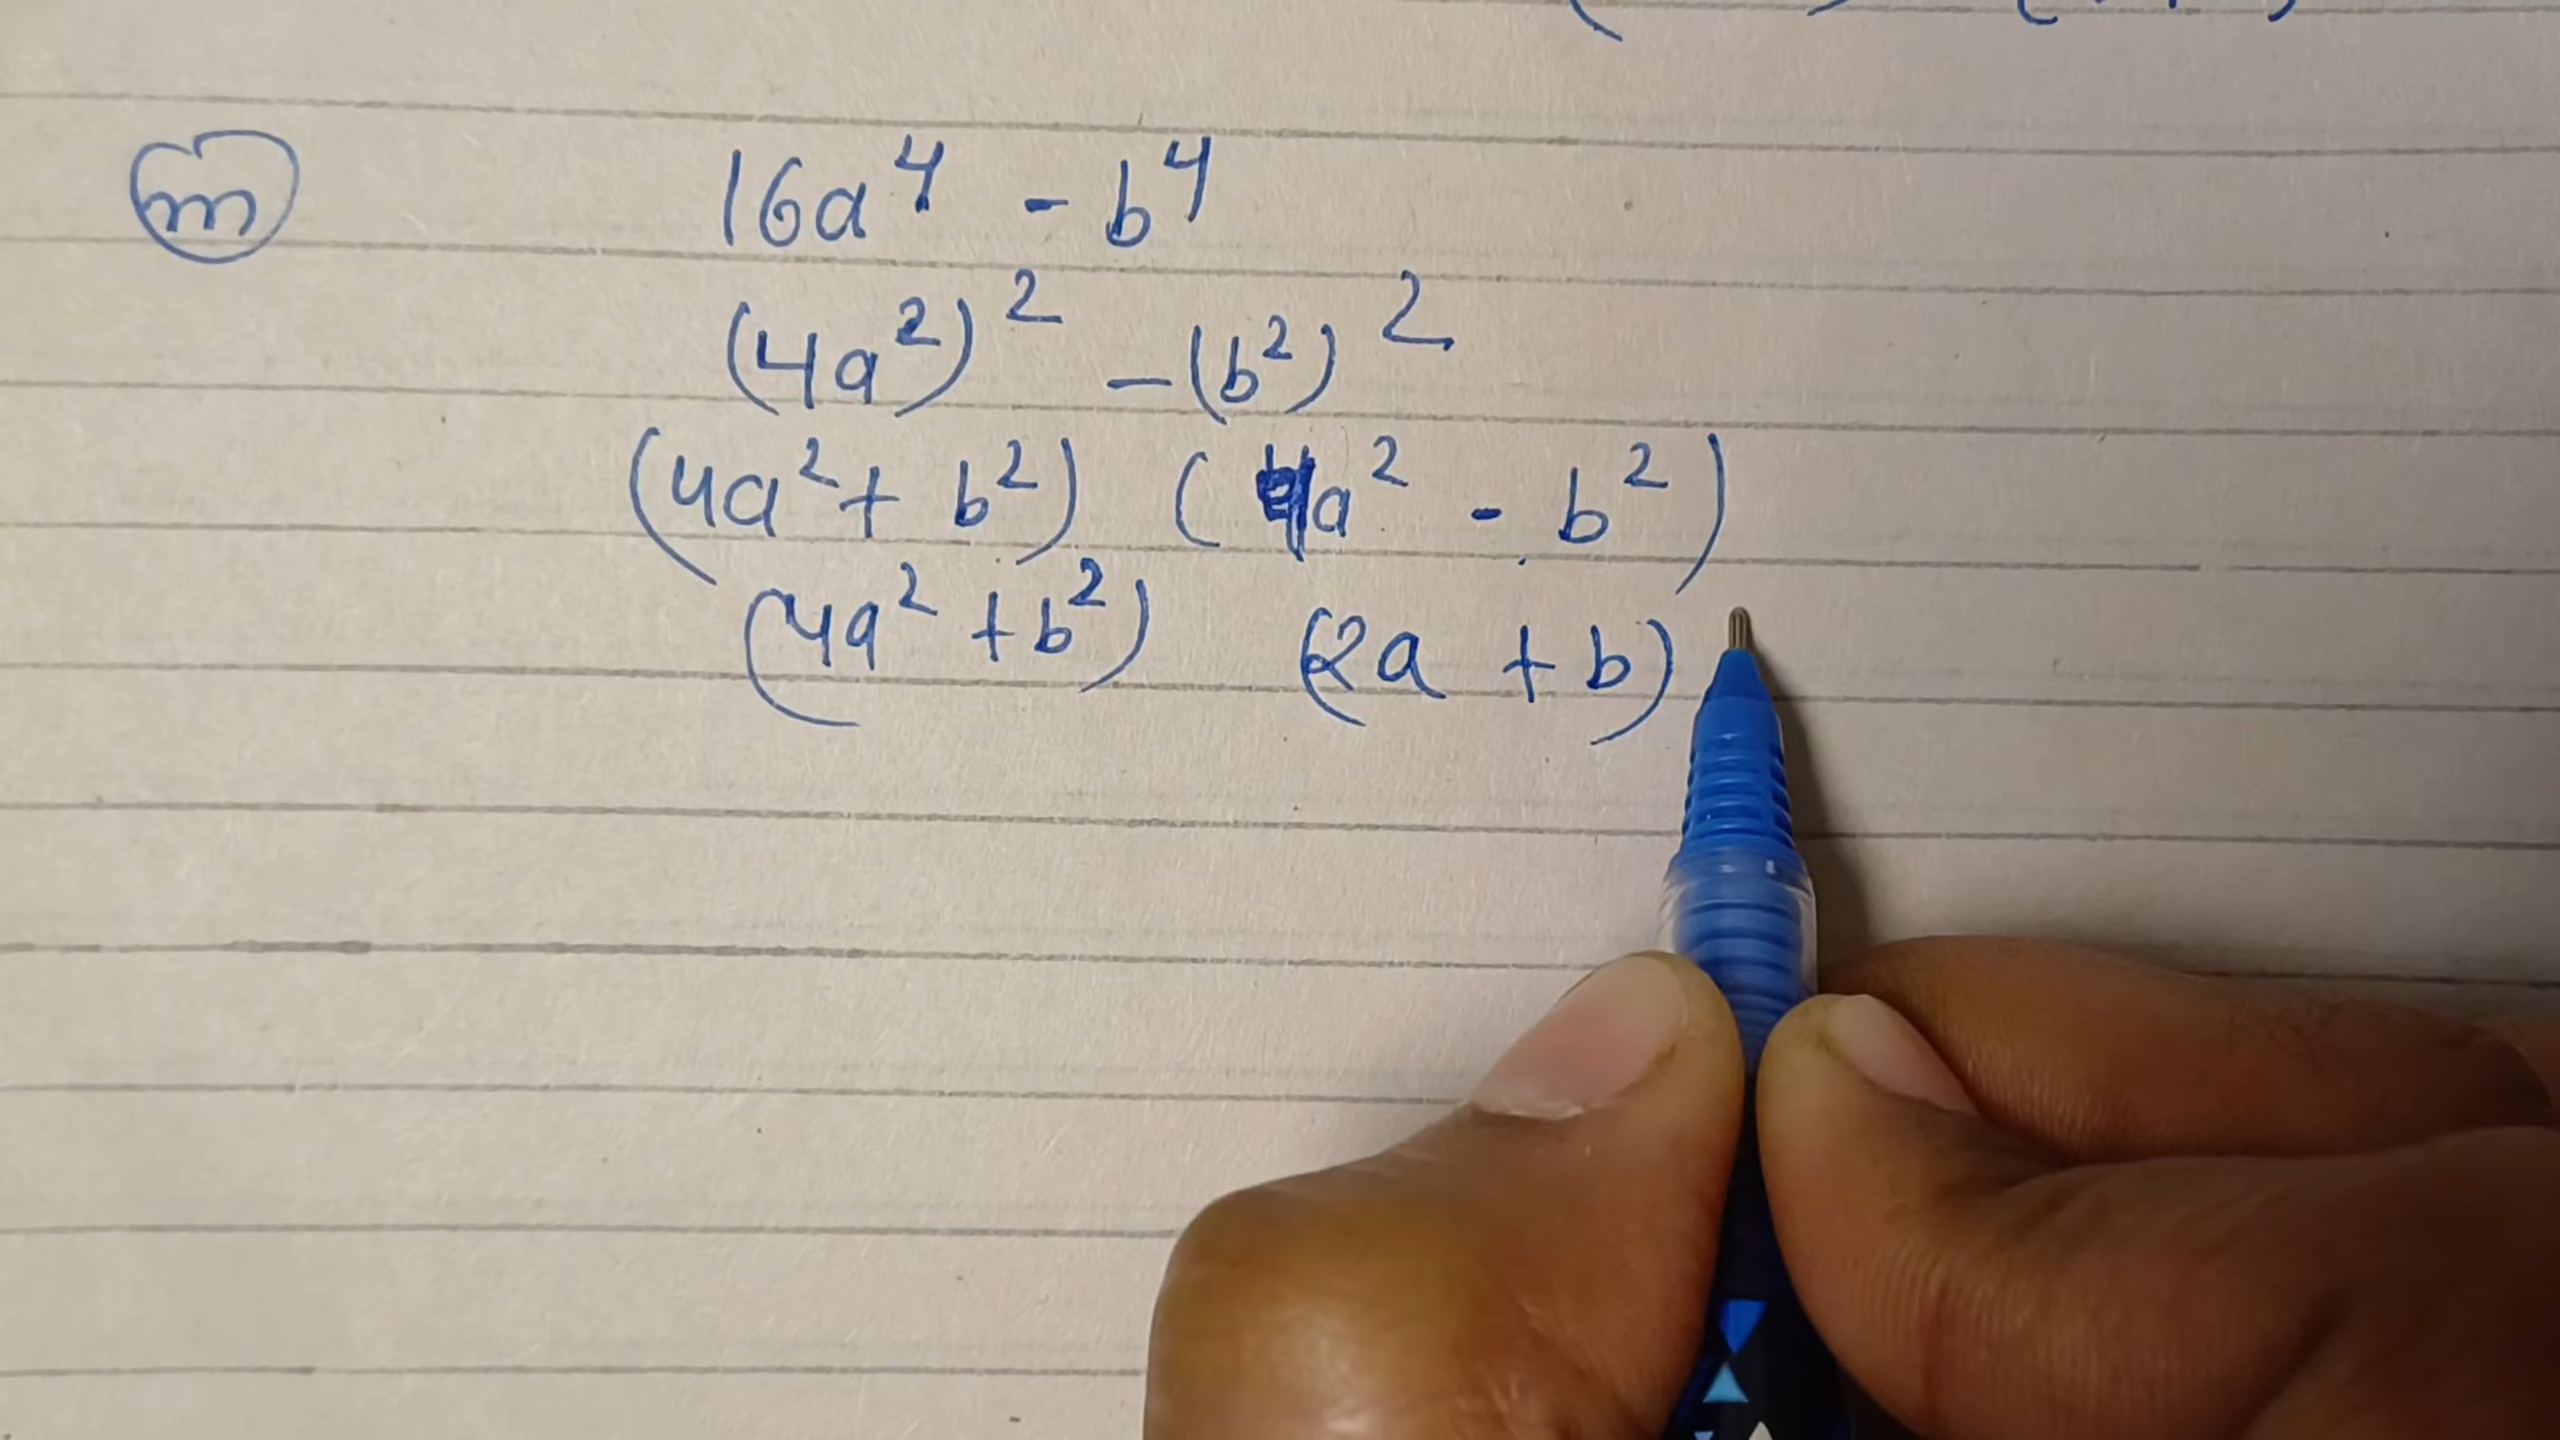 m 16a⁴ - b⁴
(4a²)² - (b²)²
(4a² + b²) (4a² - b²)
(4a² + b²) (2a + b)